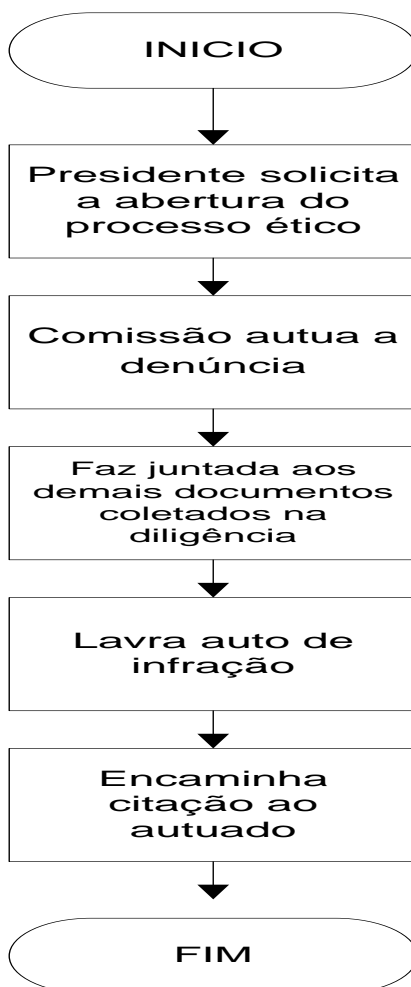 INICIO
Presidente solicita
a abertura do
processo ético
Comissão autua a
denúncia
Faz juntada aos
demais documentos
coletados na
diligência
Lavra auto de
infração
Encaminha
citação ao
autuado
FIM